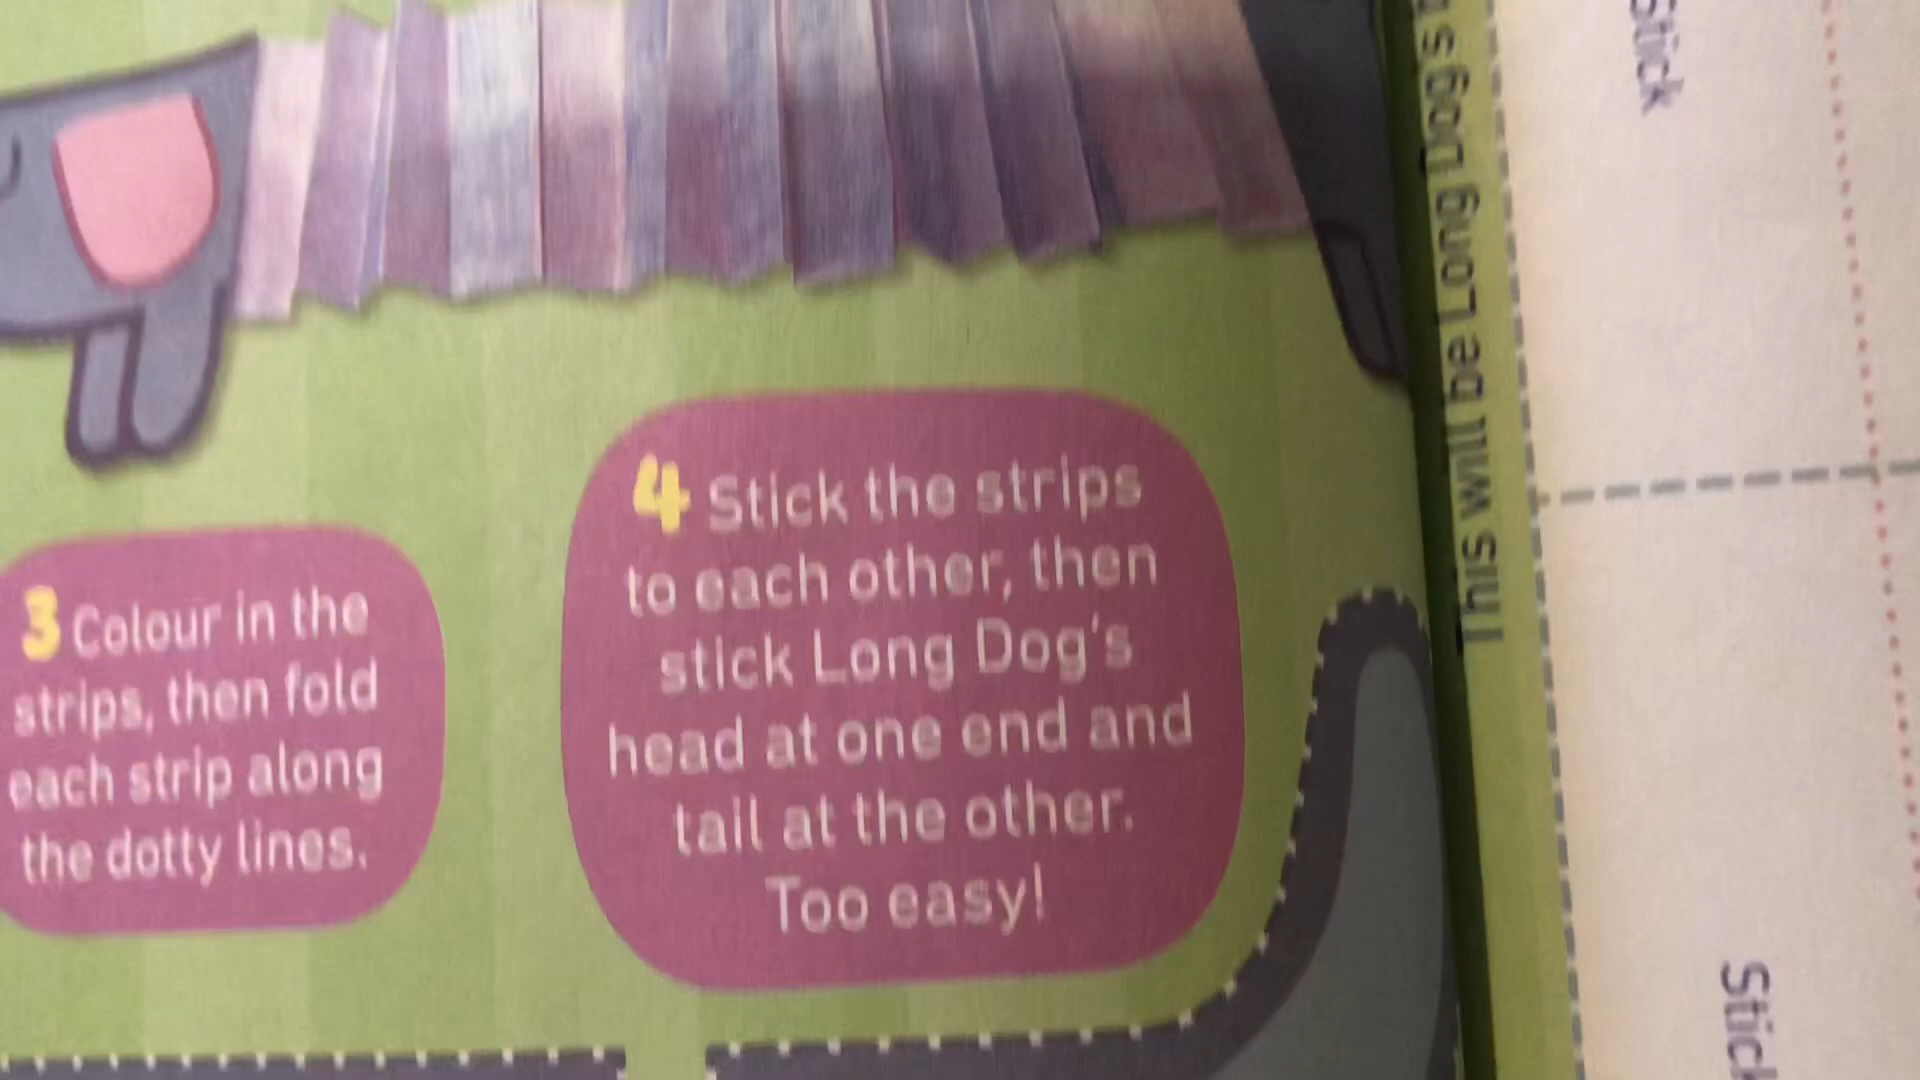 3 Colour in the
strips, then fold
each strip along
the dotty lines.
4 Stick the strips
to each other, then
stick Long Dog's
head at one end and
tail at the other.
Too easy!
This will be Long Dog's
Stick
Stick